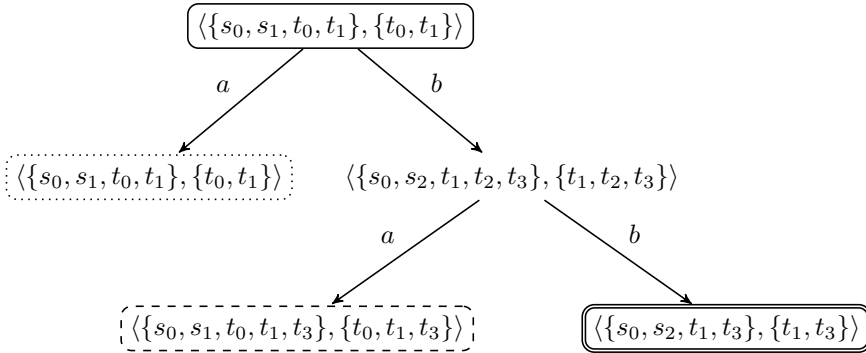 ⟨{s₀, s₁, t₀, t₁}, {t₀, t₁}⟩
a b
⟨{s₀, s₁, t₀, t₁}, {t₀, t₁}⟩ ⟨{s₀, s₂, t₁, t₂, t₃}, {t₁, t₂, t₃}⟩
a b
⟨{s₀, s₁, t₀, t₁, t₃}, {t₀, t₁, t₃}⟩ ⟨{s₀, s₂, t₁, t₃}, {t₁, t₃}⟩